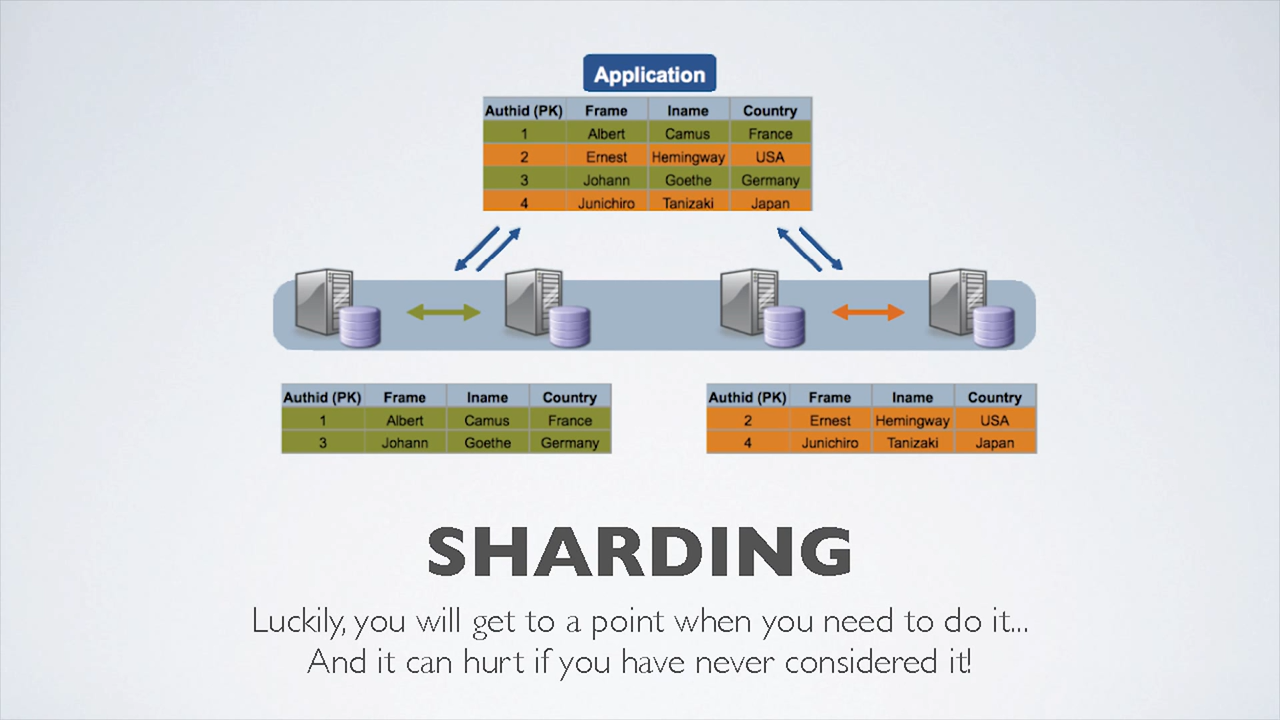 Application
Authid (PK) Frame Iname Country
1 Albert Camus France
2 Ernest Hemingway USA
3 Johann Goethe Germany
4 Junichiro Tanizaki Japan
Authid (PK) Frame Iname Country
1 Albert Camus France
3 Johann Goethe Germany
Authid (PK) Frame Iname Country
2 Ernest Hemingway USA
4 Junichiro Tanizaki Japan
SHARDING
Luckily, you will get to a point when you need to do it...
And it can hurt if you have never considered it!